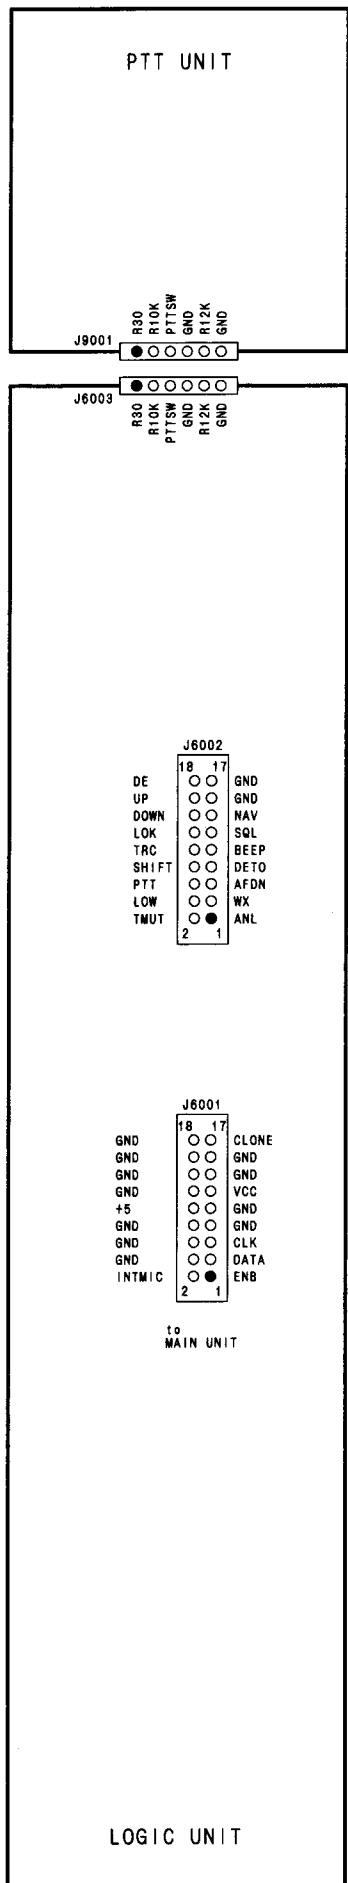 PTT UNIT
R30 R10K PTTSW GND R12K GND
J9001
J6003
R30 R10K PTTSW GND R12K GND
J6002
18 17
DE GND
UP GND
DOWN NAV
LOK SQL
TRC BEEP
SHIFT DETO
PTT AFDN
LOW WX
TMUT ANL
2 1
J6001
18 17
GND CLONE
GND GND
GND GND
GND VCC
+5 GND
GND GND
GND CLK
GND DATA
INTMIC ENB
2 1
to
MAIN UNIT
LOGIC UNIT